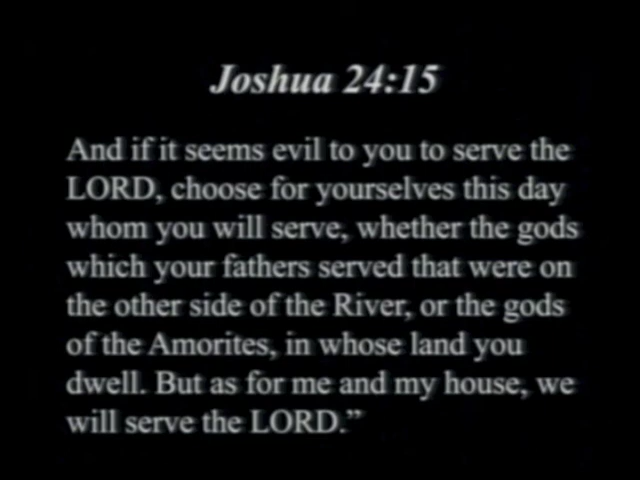 Joshua 24:15
And if it seems evil to you to serve the
LORD, choose for yourselves this day
whom you will serve, whether the gods
which your fathers served that were on
the other side of the River, or the gods
of the Amorites, in whose land you
dwell. But as for me and my house, we
will serve the LORD.”